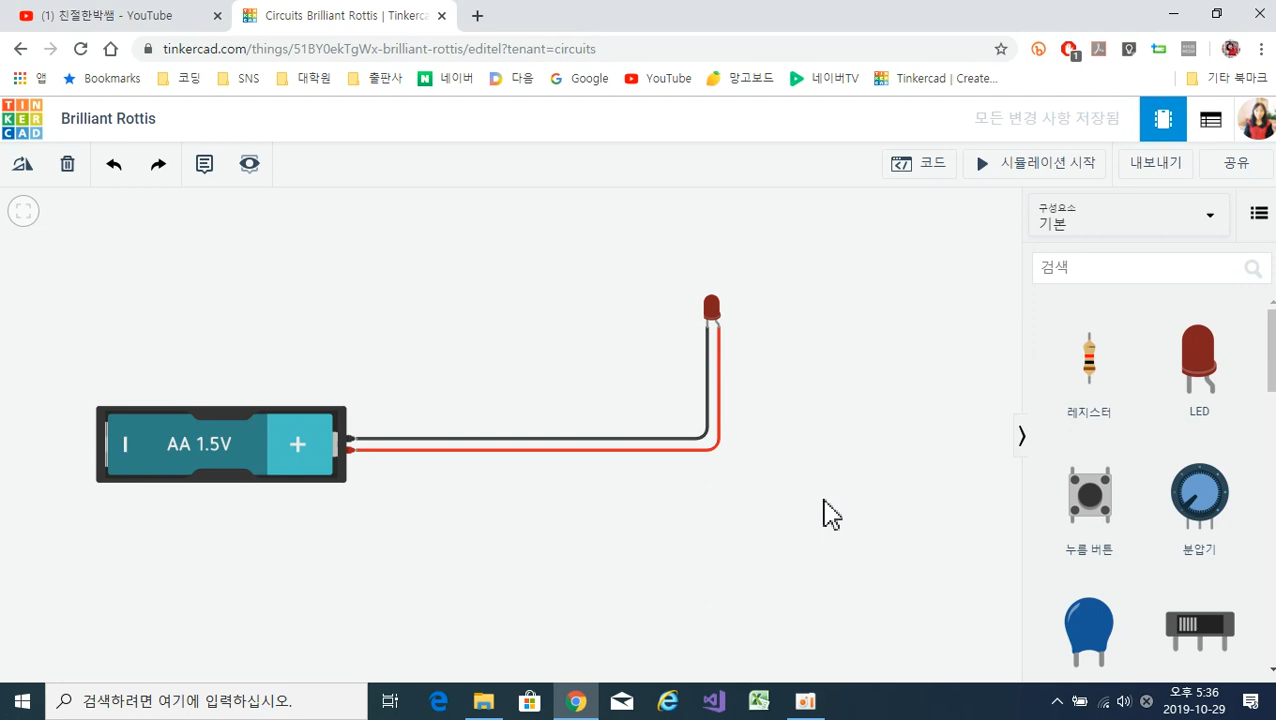 (1) 친절한박쌤 - YouTube
Circuits Brilliant Rottis | Tinkerca
tinkercad.com/things/51BY0ekTgWx-brilliant-rottis/editel?tenant=circuits
1
앱 Bookmarks 코딩 SNS 대학원 출판사 네이버 다음 Google YouTube 망고보드 네이버TV Tinkercad | Create... 기타 북마크
TIN
KER
CAD
Brilliant Rottis
모든 변경 사항 저장됨
코드
시뮬레이션 시작
내보내기
공유
구성요소
기본
검색
레지스터
LED
누름 버튼
분압기
AA 1.5V
+
검색하려면 여기에 입력하십시오.
오후 5:36
2019-10-29